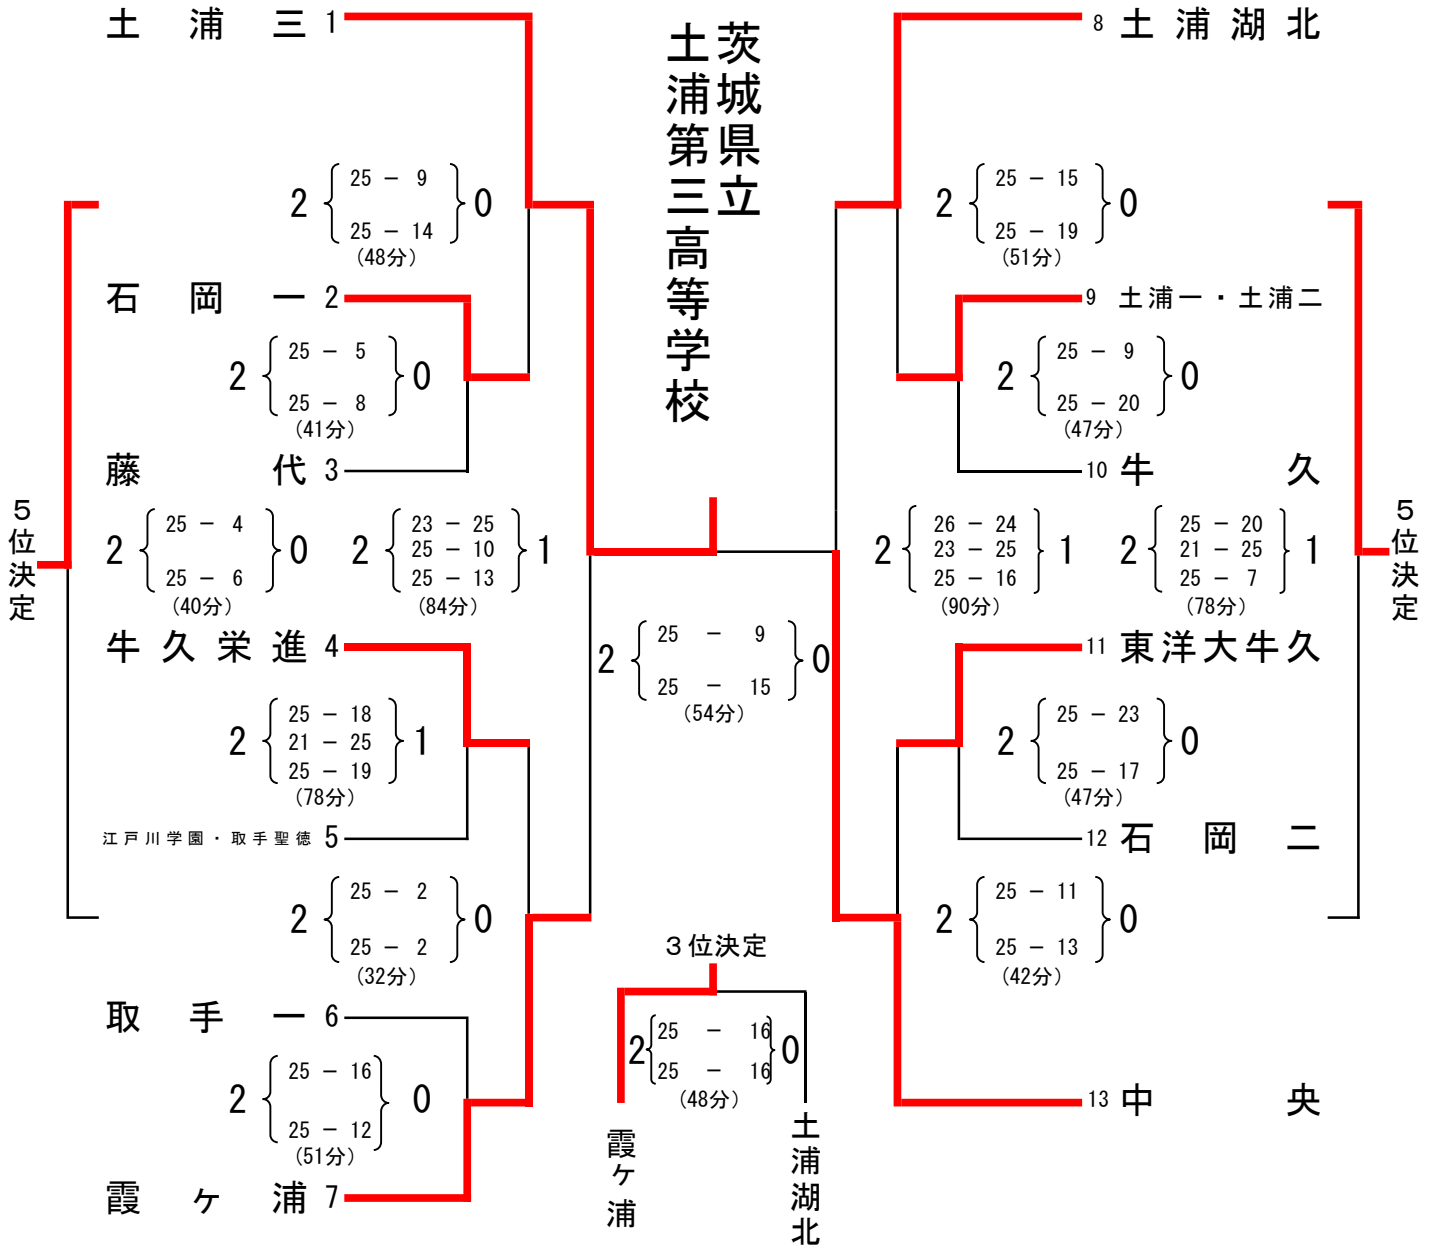 茨城県立
土浦第三高等学校
土浦三 1
2 25 － 9 0
25 － 14
(48分)
石岡一 2
2 25 － 5 0
25 － 8
(41分)
藤代 3
５位決定
2 25 － 4 0
25 － 6
(40分)
2 23 － 25 1
25 － 10
25 － 13
(84分)
牛久栄進 4
2 25 － 18 1
21 － 25
25 － 19
(78分)
江戸川学園・取手聖徳 5
2 25 － 2 0
25 － 2
(32分)
取手一 6
2 25 － 16 0
25 － 12
(51分)
霞ヶ浦 7
2 25 － 9 0
25 － 15
(54分)
３位決定
2 25 － 16 0
25 － 16
(48分)
霞ヶ浦
土浦湖北
8 土浦湖北
2 25 － 15 0
25 － 19
(51分)
9 土浦一・土浦二
2 25 － 9 0
25 － 20
(47分)
10 牛久
2 26 － 24 1
23 － 25
25 － 16
(90分)
2 25 － 20 1
21 － 25
25 － 7
(78分)
５位決定
11 東洋大牛久
2 25 － 23 0
25 － 17
(47分)
12 石岡二
2 25 － 11 0
25 － 13
(42分)
13 中央